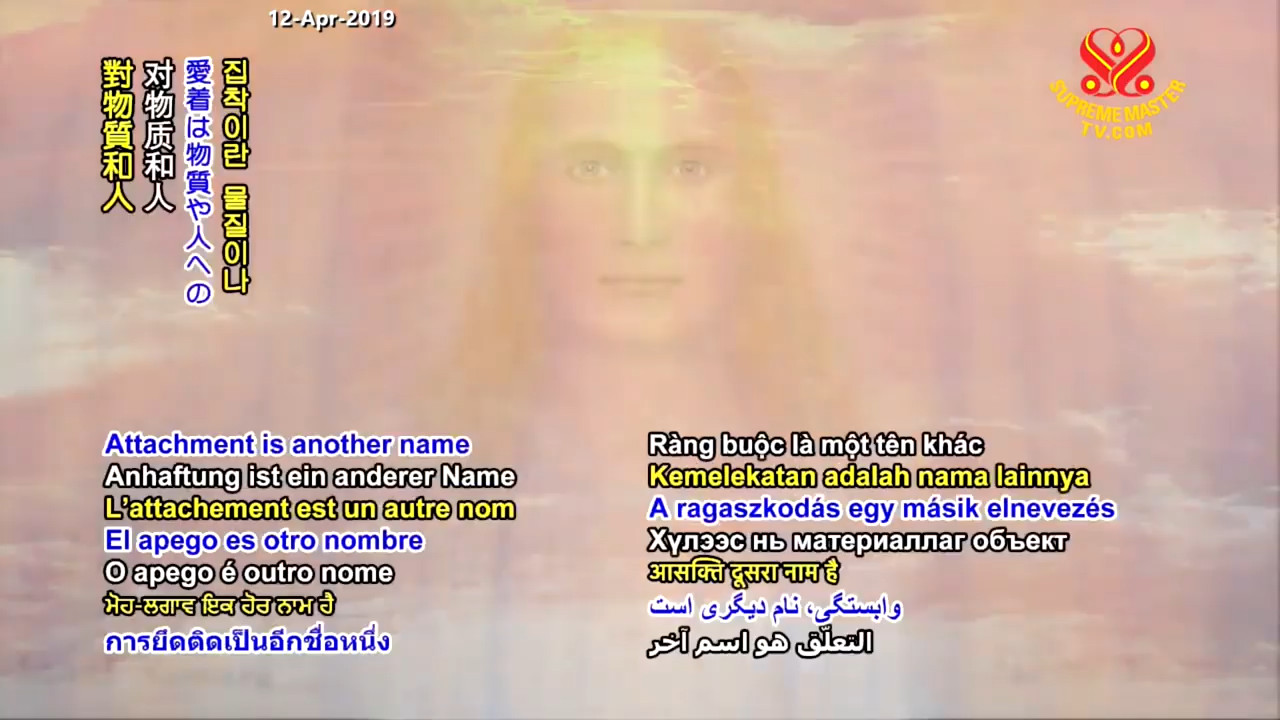 12-Apr-2019
SUPREME MASTER
TV.COM
집착이란 물질이나
愛着は物質や人への
对物质和人
對物質和人
Attachment is another name
Anhaftung ist ein anderer Name
L’attachement est un autre nom
El apego es otro nombre
O apego é outro nome
ਮੋਹ-ਲਗਾਵ ਇਕ ਹੋਰ ਨਾਮ ਹੈ
การยึดติดเป็นอีกชื่อหนึ่ง
Ràng buộc là một tên khác
Kemelekatan adalah nama lainnya
A ragaszkodás egy másik elnevezés
Хүлээс нь материаллаг объект
आसक्ति दूसरा नाम है
وابستگی، نام دیگری است
التعلّق هو اسم آخر